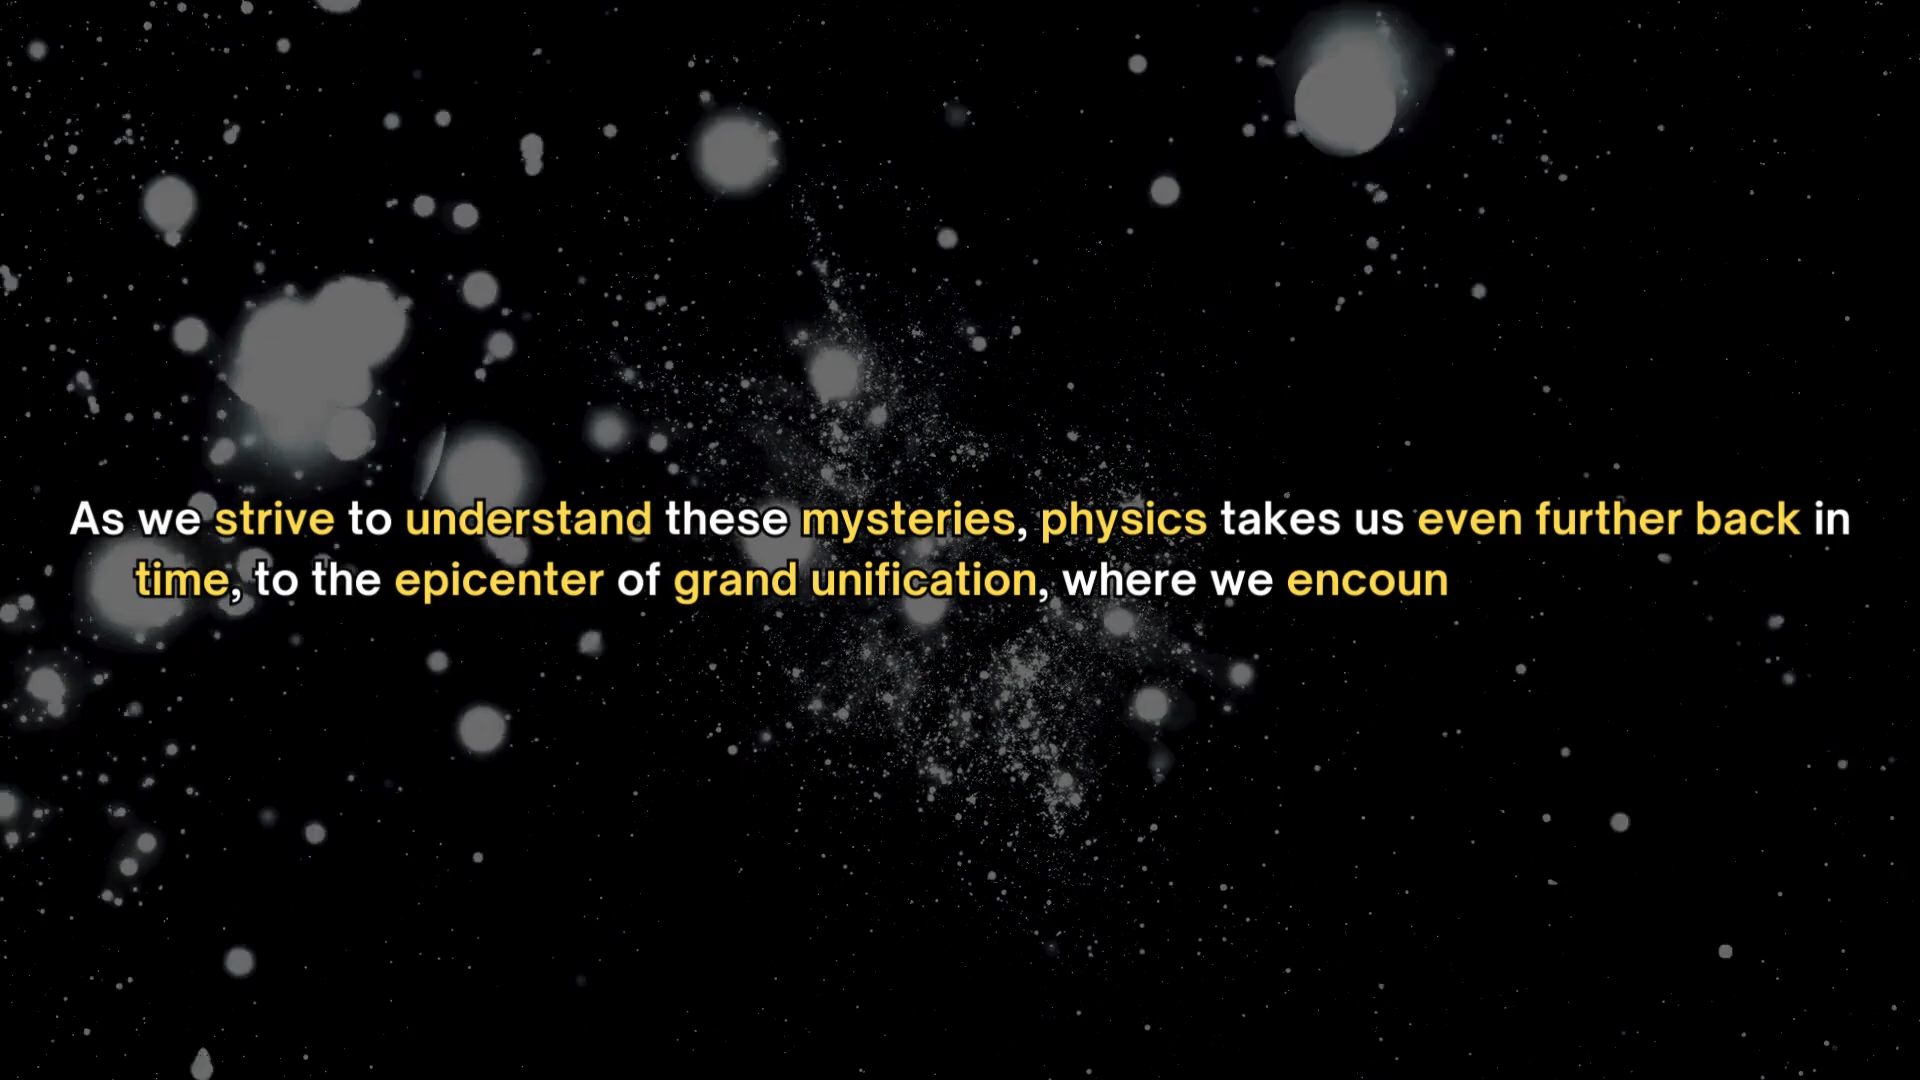 As we strive to understand these mysteries, physics takes us even further back in
time, to the epicenter of grand unification, where we encoun